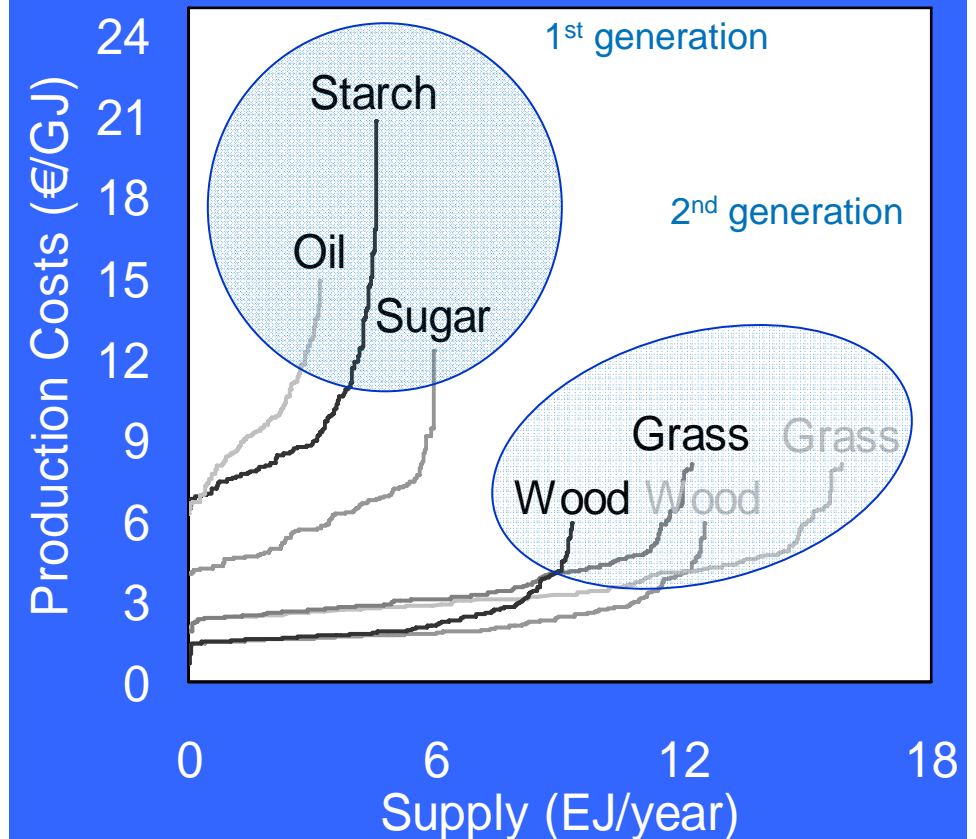 Production Costs (€/GJ)
24
21
18
15
12
9
6
3
0
1st generation
Starch
2nd generation
Oil
Sugar
Grass
Grass
Wood
Wood
0
6
12
18
Supply (EJ/year)